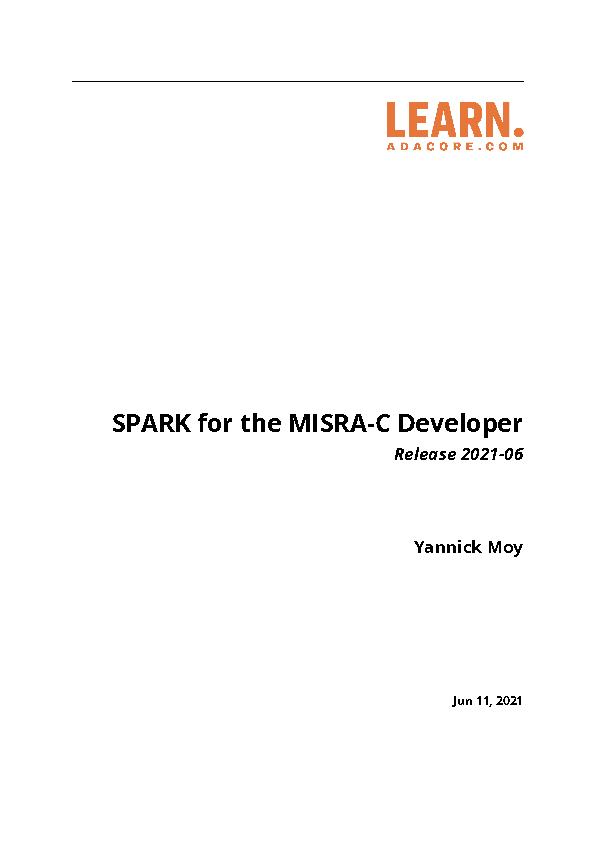 LEARN.
ADACORE.COM
SPARK for the MISRA-C Developer
Release 2021-06
Yannick Moy
Jun 11, 2021